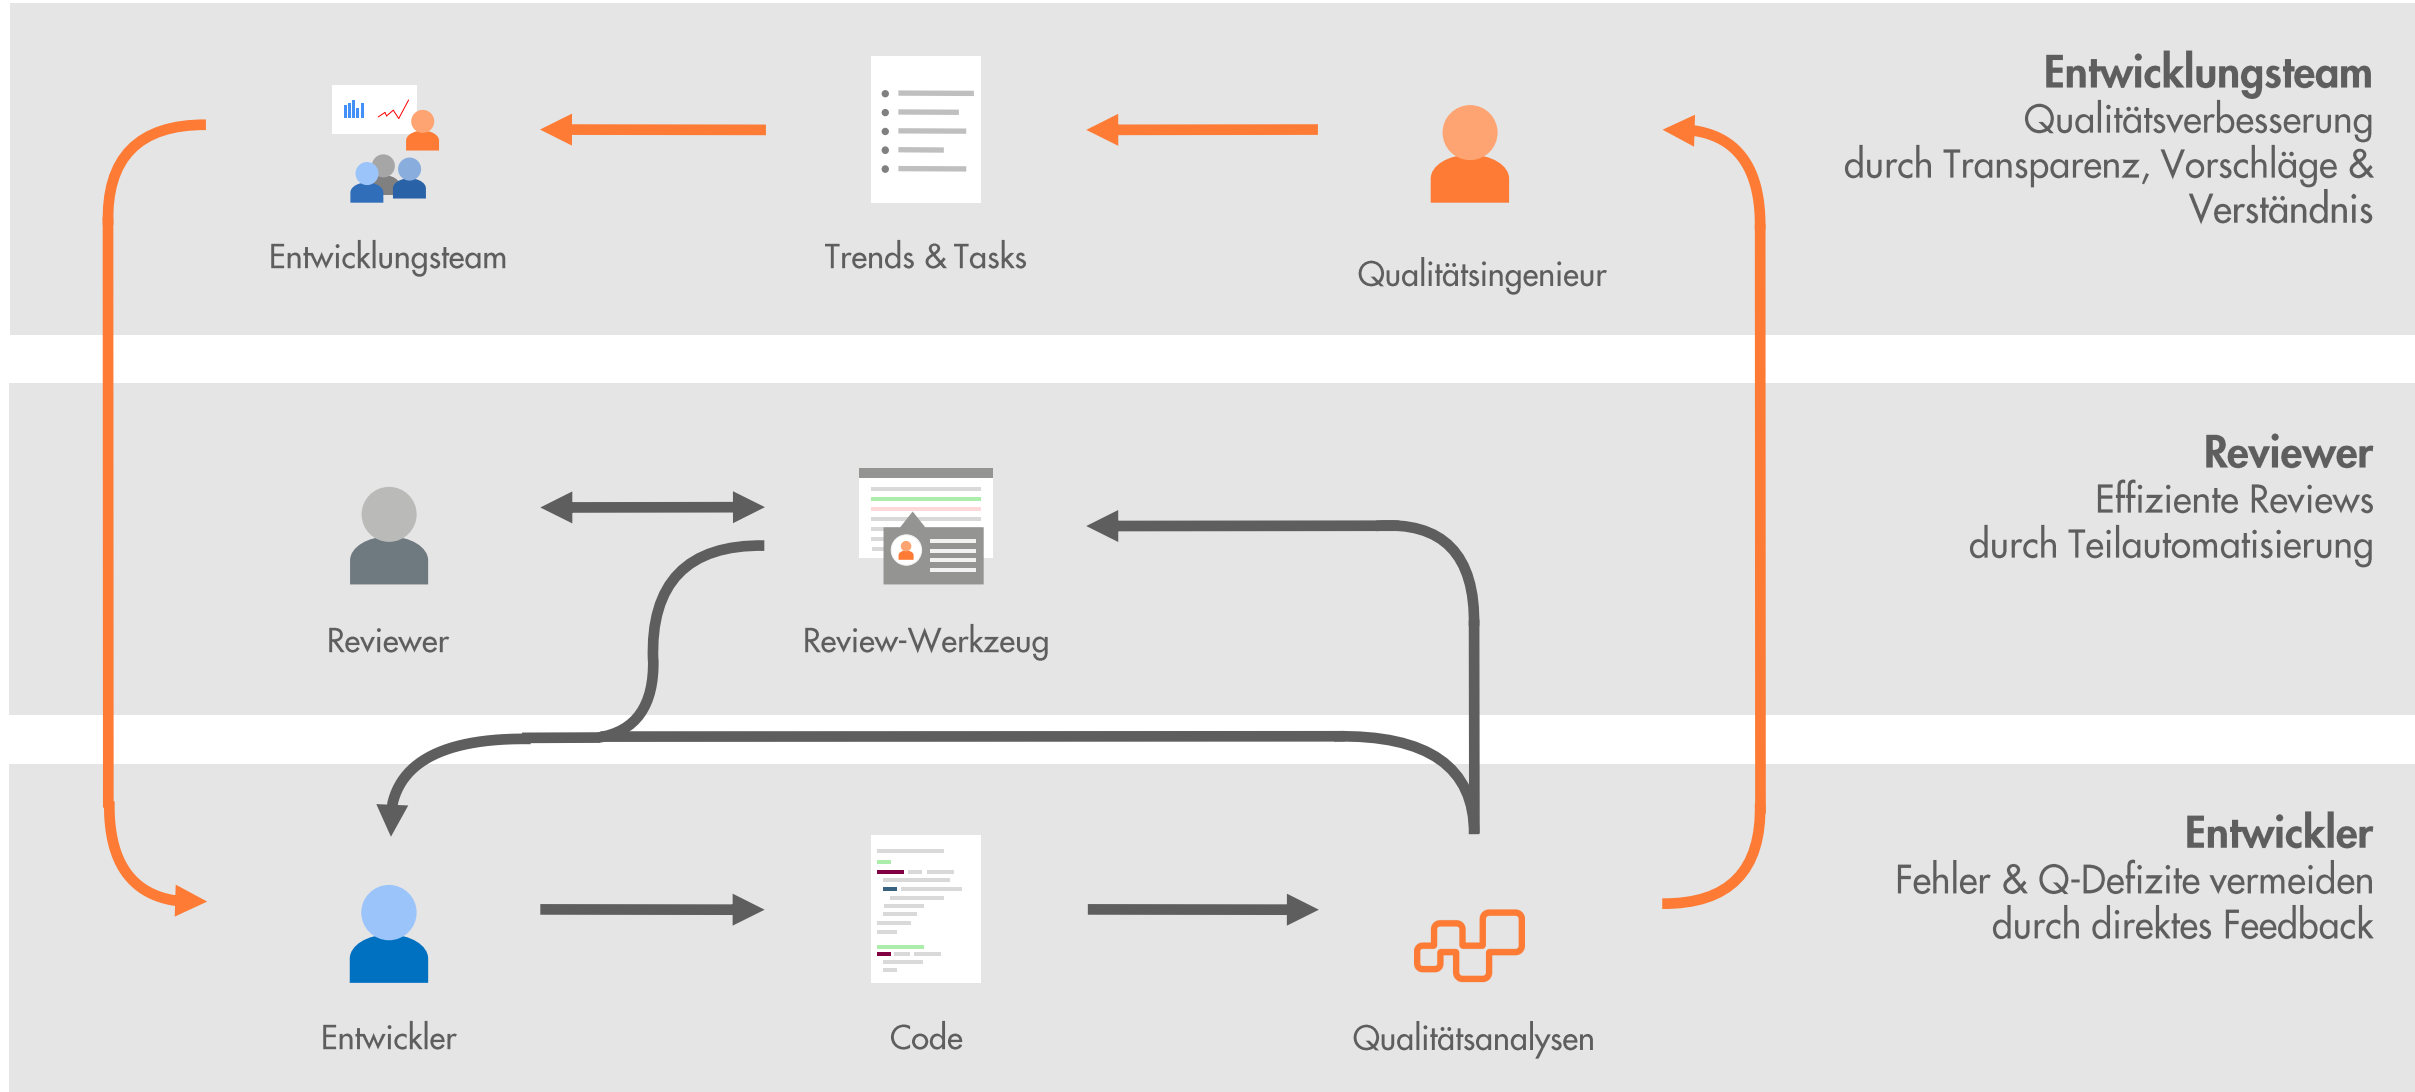 Entwicklungsteam
Trends & Tasks
Qualitätsingenieur
Entwicklungsteam
Qualitätsverbesserung
durch Transparenz, Vorschläge &
Verständnis
Reviewer
Review-Werkzeug
Reviewer
Effiziente Reviews
durch Teilautomatisierung
Entwickler
Code
Qualitätsanalysen
Entwickler
Fehler & Q-Defizite vermeiden
durch direktes Feedback